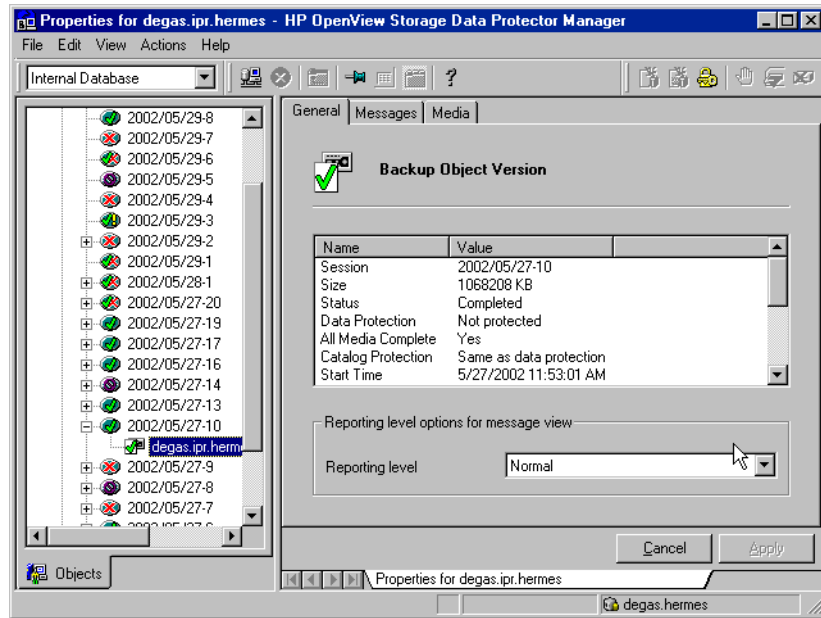 Properties for degas.ipr.hermes - HP OpenView Storage Data Protector Manager
File Edit View Actions Help
Internal Database
?
2002/05/29-8
2002/05/29-7
2002/05/29-6
2002/05/29-5
2002/05/29-4
2002/05/29-3
2002/05/29-2
2002/05/29-1
2002/05/28-1
2002/05/27-20
2002/05/27-19
2002/05/27-17
2002/05/27-16
2002/05/27-14
2002/05/27-13
2002/05/27-10
degas.ipr.herm
2002/05/27-9
2002/05/27-8
2002/05/27-7
Objects
General Messages Media
Backup Object Version
Name Value
Session 2002/05/27-10
Size 1068208 KB
Status Completed
Data Protection Not protected
All Media Complete Yes
Catalog Protection Same as data protection
Start Time 5/27/2002 11:53:01 AM
Reporting level options for message view
Reporting level Normal
Cancel Apply
Properties for degas.ipr.hermes
degas.hermes